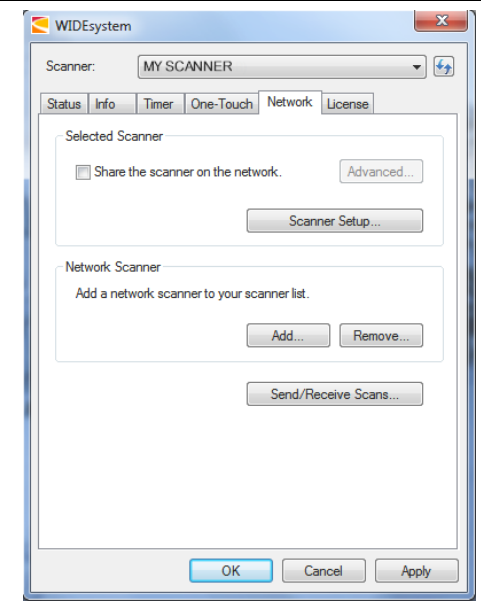 WIDEsystem
Scanner: MY SCANNER
Status Info Timer One-Touch Network License
Selected Scanner
Share the scanner on the network. Advanced...
Scanner Setup...
Network Scanner
Add a network scanner to your scanner list.
Add... Remove...
Send/Receive Scans...
OK Cancel Apply